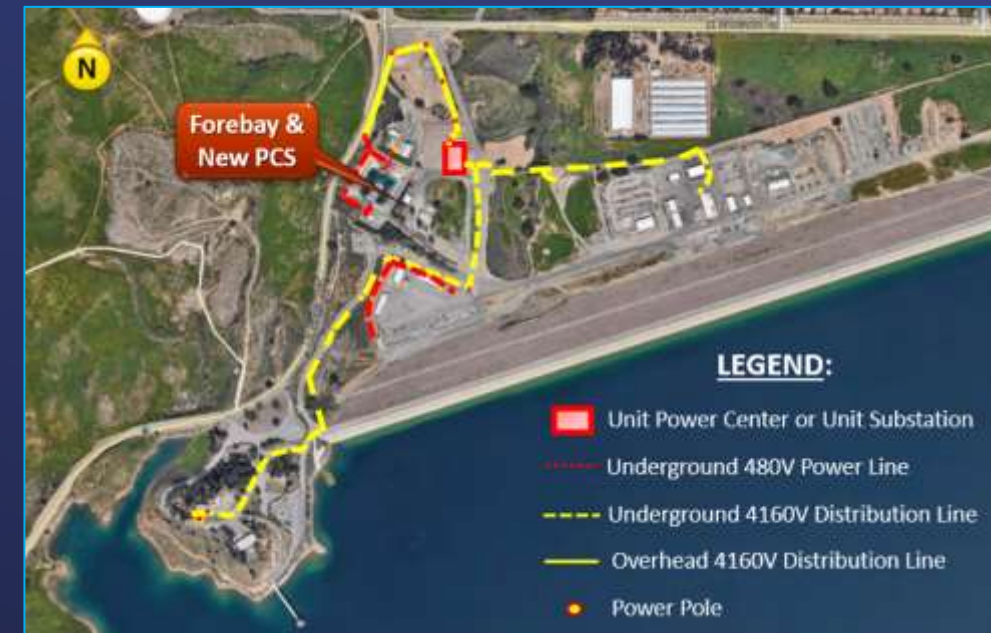 N
Forebay &
New PCS
LEGEND:
Unit Power Center or Unit Substation
Underground 480V Power Line
Underground 4160V Distribution Line
Overhead 4160V Distribution Line
Power Pole